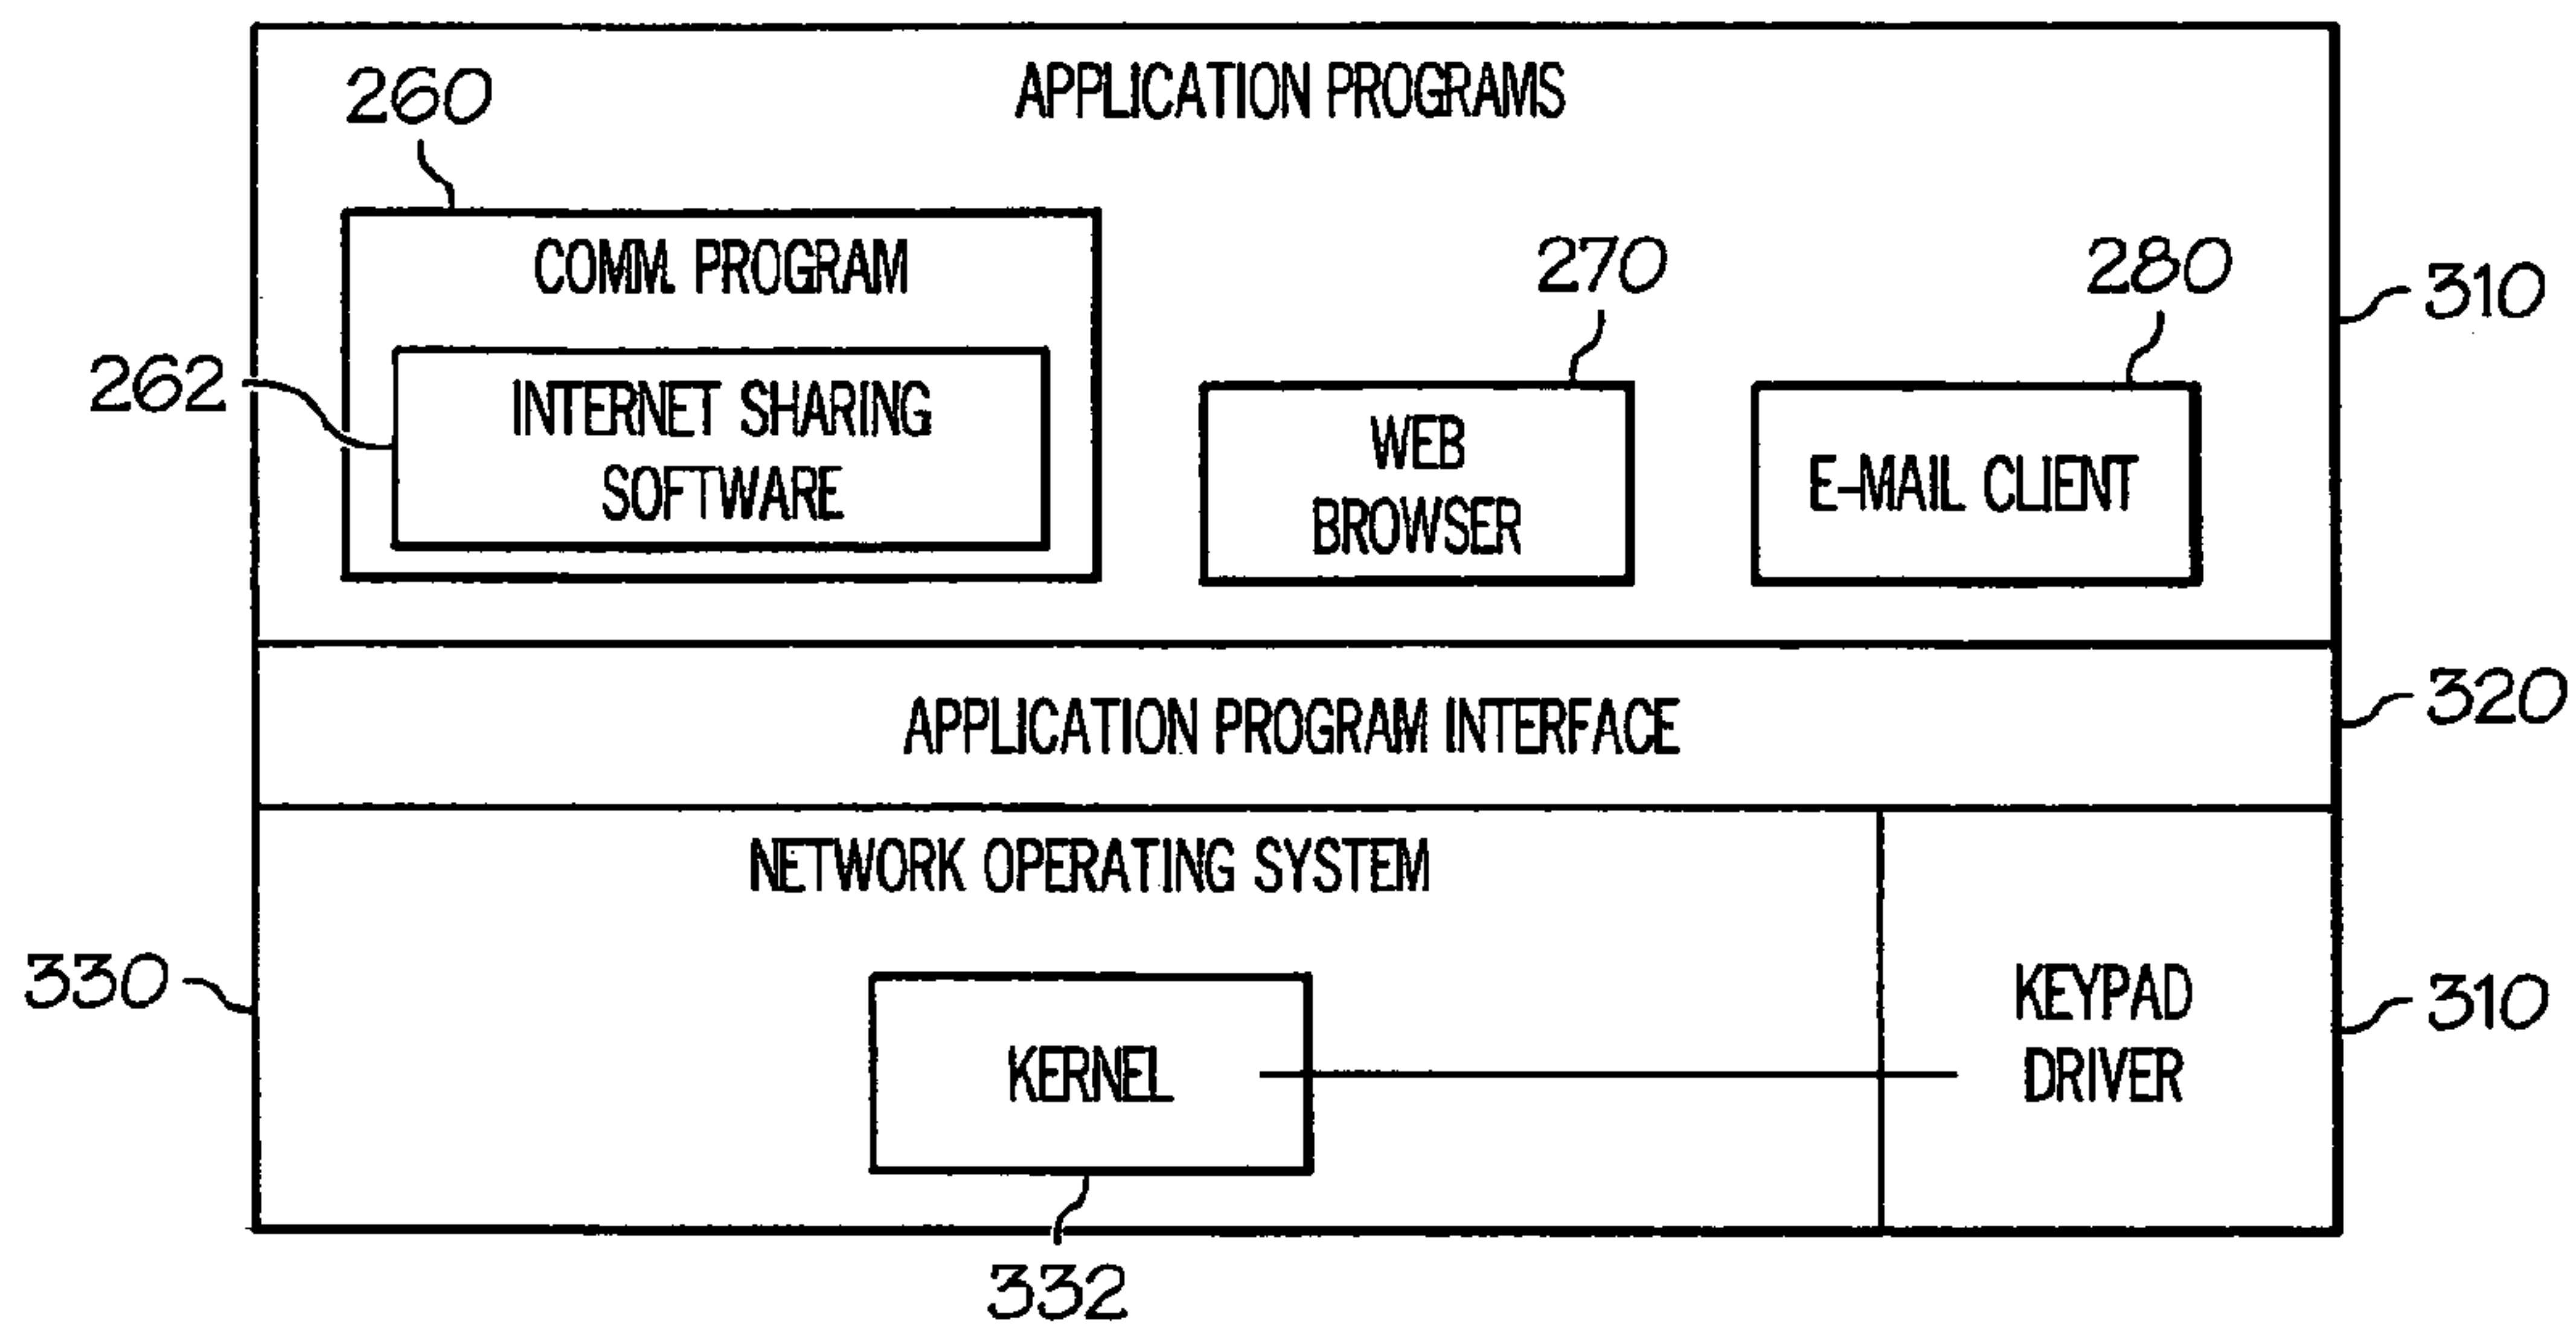 APPLICATION PROGRAMS
260
COMM. PROGRAM
262
INTERNET SHARING
SOFTWARE
270
WEB
BROWSER
280
E-MAIL CLIENT
310
APPLICATION PROGRAM INTERFACE
320
NETWORK OPERATING SYSTEM
330
KERNEL
332
KEYPAD
DRIVER
310